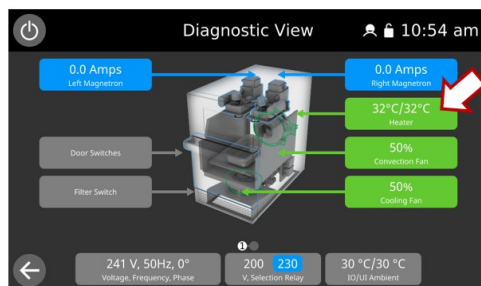 Diagnostic View
10:54 am
0.0 Amps
Left Magnetron
0.0 Amps
Right Magnetron
32°C/32°C
Heater
Door Switches
50%
Convection Fan
Filter Switch
50%
Cooling Fan
1
241 V, 50Hz, 0°
Voltage, Frequency, Phase
200 230
V, Selection Relay
30 °C/30 °C
IO/UI Ambient